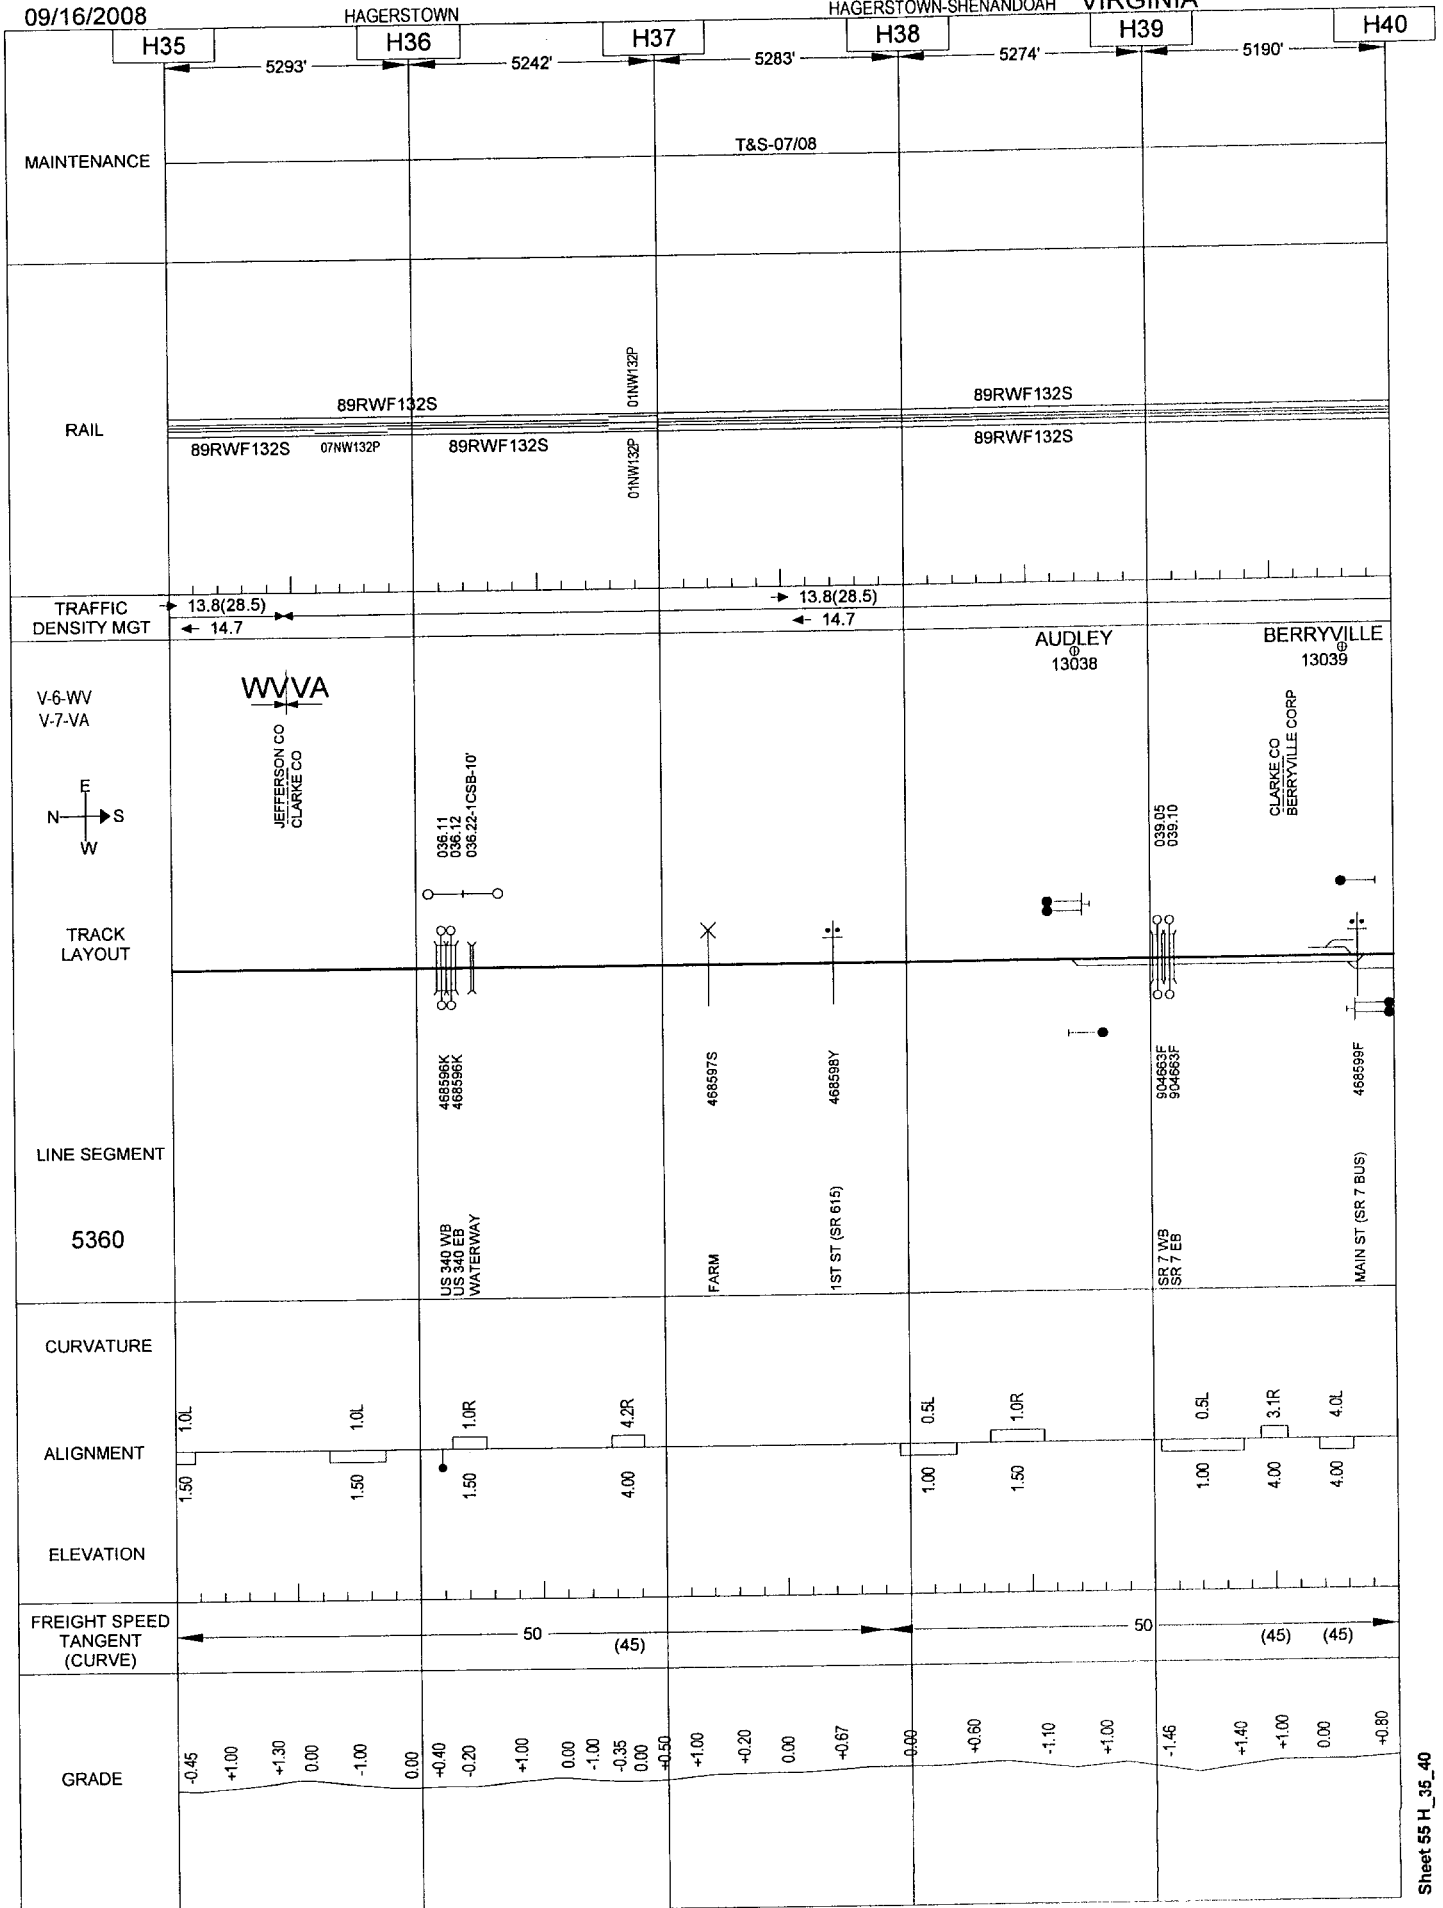 09/16/2008
HAGERSTOWN
HAGERSTOWN-SHENANDOAH
VIRGINIA
H35
H36
H37
H38
H39
H40
5293'
5242'
5283'
5274'
5190'
MAINTENANCE
T&S-07/08
RAIL
89RWF132S
01NW132P
89RWF132S
89RWF132S
07NW132P
89RWF132S
01NW132P
89RWF132S
TRAFFIC
DENSITY MGT
13.8(28.5)
14.7
13.8(28.5)
14.7
V-6-WV
V-7-VA
WV VA
JEFFERSON CO
CLARKE CO
AUDLEY
13038
BERRYVILLE
13039
CLARKE CO
BERRYVILLE CORP
E
N
S
W
036.11
036.12
036.22-1CSB-10'
039.05
039.10
TRACK
LAYOUT
468596K
468596K
468597S
468598Y
904663F
904663F
468599F
LINE SEGMENT
5360
US 340 WB
US 340 EB
WATERWAY
FARM
1ST ST (SR 615)
SR 7 WB
SR 7 EB
MAIN ST (SR 7 BUS)
CURVATURE
1.0L
1.0L
1.0R
4.2R
0.5L
1.0R
0.5L
3.1R
4.0L
ALIGNMENT
1.50
1.50
1.50
4.00
1.00
1.50
1.00
4.00
4.00
ELEVATION
FREIGHT SPEED
TANGENT
(CURVE)
50
(45)
50
(45)
(45)
GRADE
-0.45
+1.00
+1.30
0.00
-1.00
0.00
+0.40
-0.20
+1.00
0.00
-1.00
-0.35
0.00
+0.50
+1.00
+0.20
0.00
+0.67
0.00
+0.60
-1.10
+1.00
-1.46
+1.40
+1.00
0.00
+0.80
Sheet 55 H_35_40